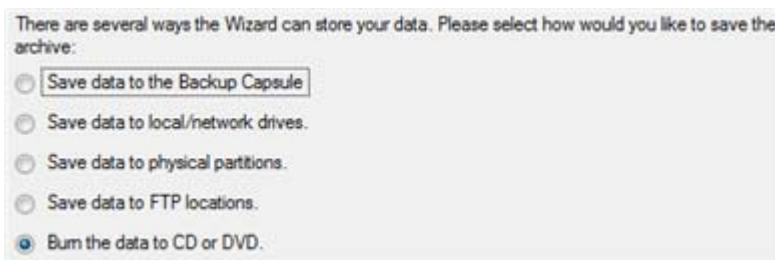 There are several ways the Wizard can store your data. Please select how would you like to save the
archive:
Save data to the Backup Capsule
Save data to local/network drives.
Save data to physical partitions.
Save data to FTP locations.
Burn the data to CD or DVD.